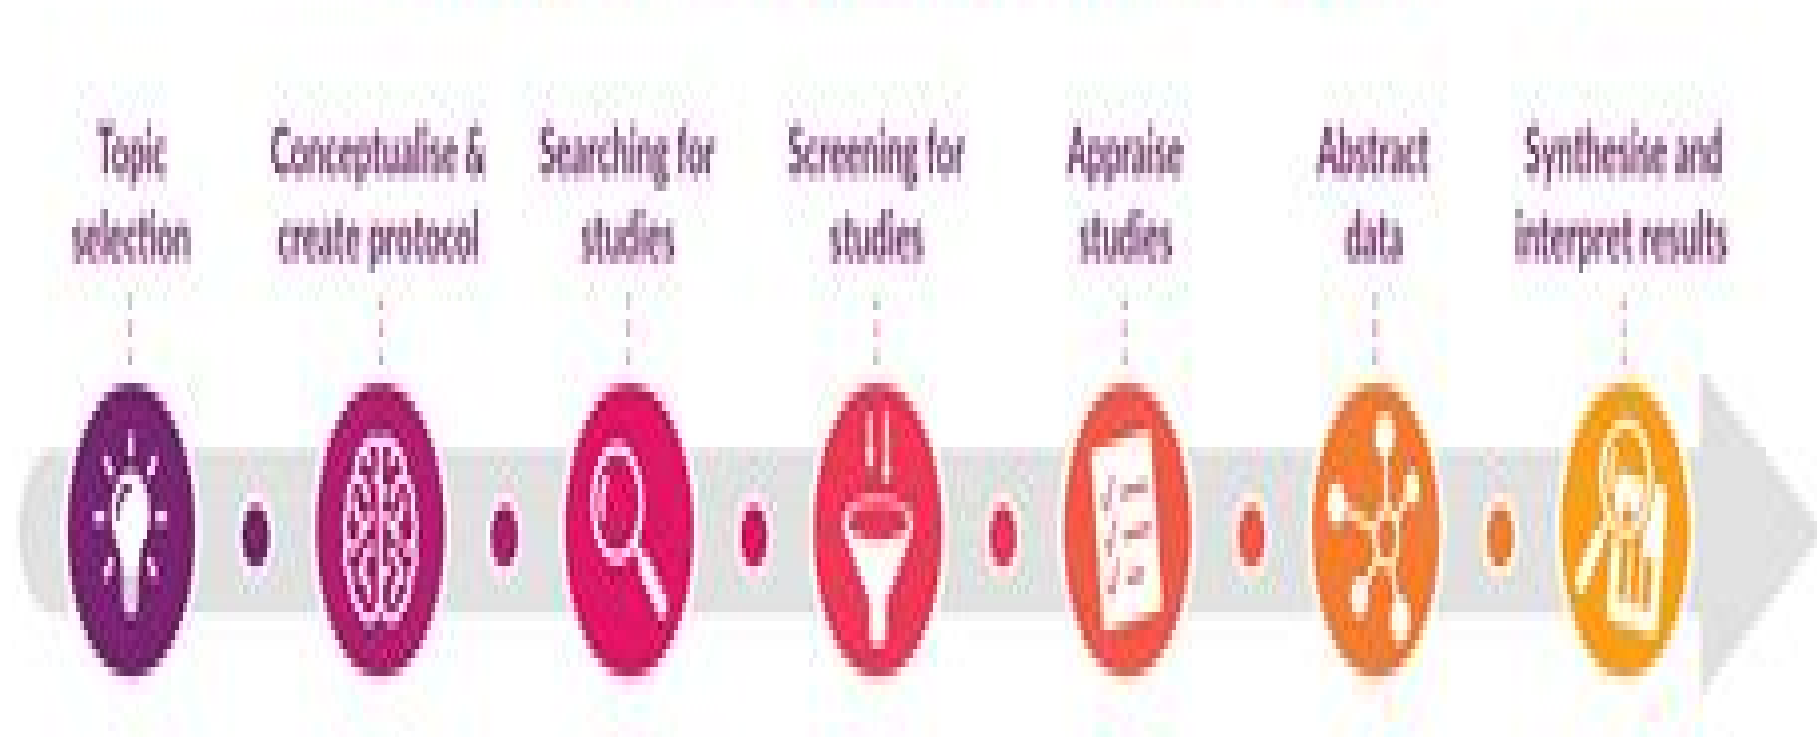 Topic
selection
Conceptualise &
create protocol
Searching for
studies
Screening for
studies
Appraise
studies
Abstract
data
Synthesise and
interpret results